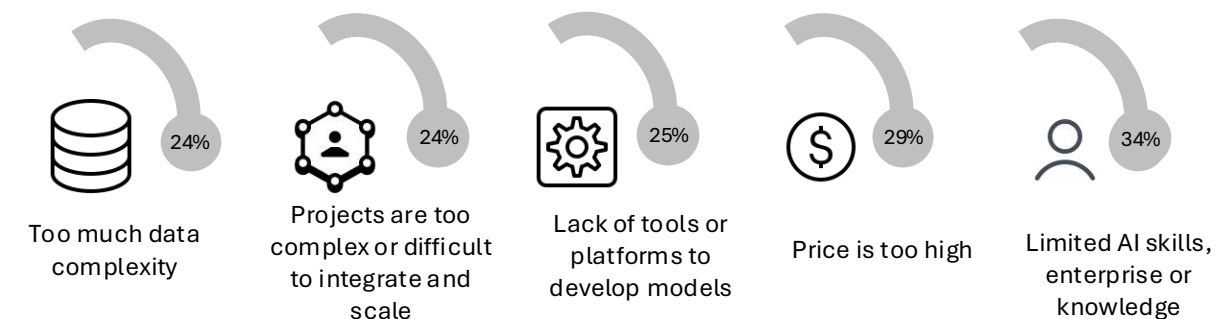 24%
Too much data
complexity
24%
Projects are too
complex or difficult
to integrate and
scale
25%
Lack of tools or
platforms to
develop models
$
29%
Price is too high
34%
Limited AI skills,
enterprise or
knowledge